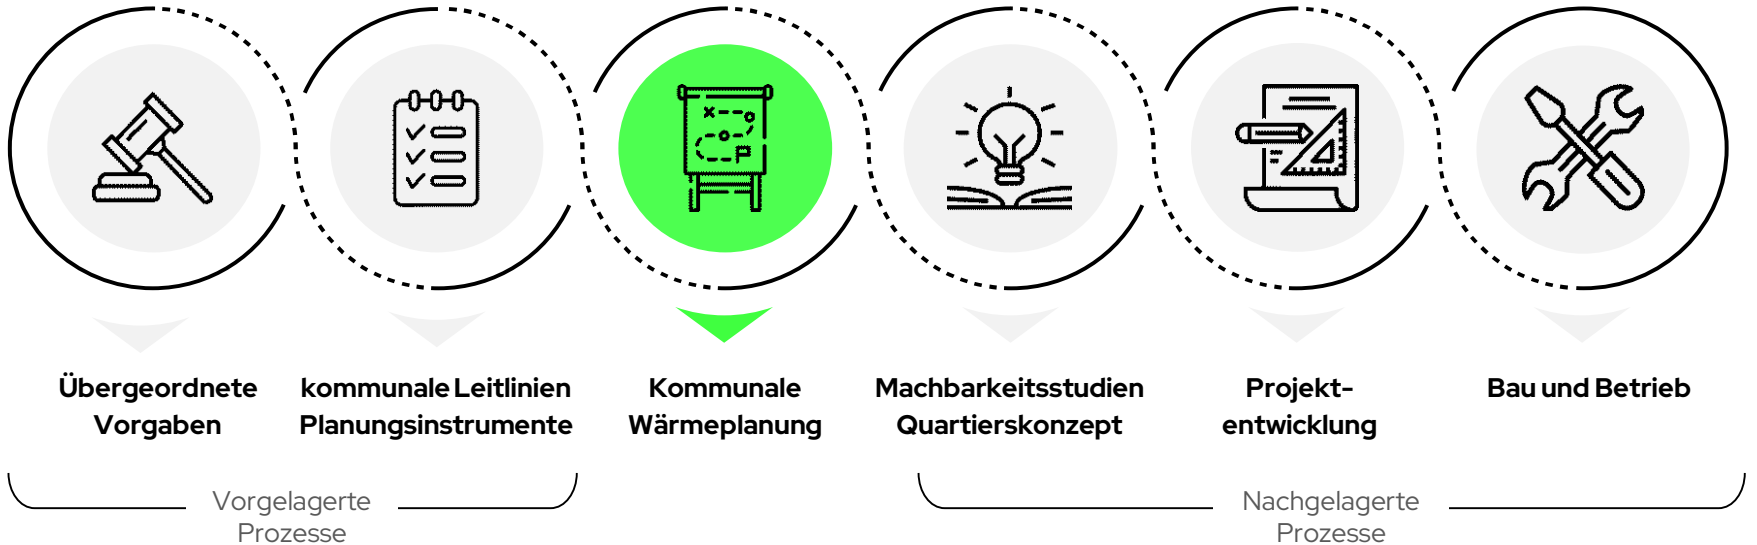 Übergeordnete
Vorgaben
kommunale Leitlinien
Planungsinstrumente
Kommunale
Wärmeplanung
Machbarkeitsstudien
Quartierskonzept
Projekt-
entwicklung
Bau und Betrieb
Vorgelagerte
Prozesse
Nachgelagerte
Prozesse